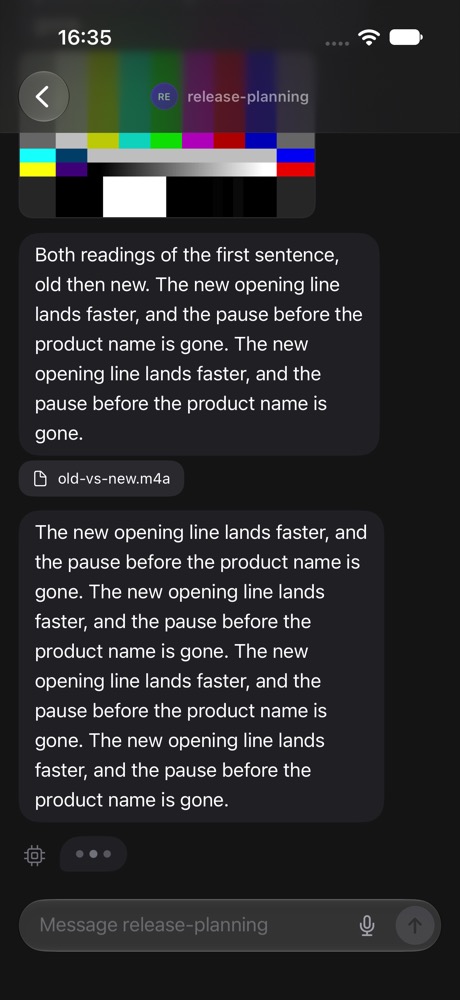 16:35
RE release-planning
Both readings of the first sentence,
old then new. The new opening line
lands faster, and the pause before the
product name is gone. The new
opening line lands faster, and the
pause before the product name is
gone.
old-vs-new.m4a
The new opening line lands faster, and
the pause before the product name is
gone. The new opening line lands
faster, and the pause before the
product name is gone. The new
opening line lands faster, and the
pause before the product name is
gone. The new opening line lands
faster, and the pause before the
product name is gone.
Message release-planning